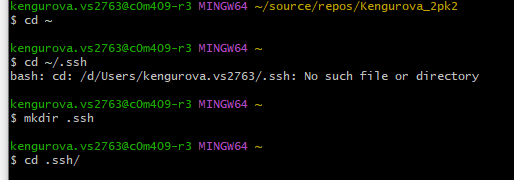 kengurova.vs2763@c0m409-r3 MINGW64 ~/source/repos/Kengurova_2pk2
$ cd ~
kengurova.vs2763@c0m409-r3 MINGW64 ~
$ cd ~/.ssh
bash: cd: /d/Users/kengurova.vs2763/.ssh: No such file or directory
kengurova.vs2763@c0m409-r3 MINGW64 ~
$ mkdir .ssh
kengurova.vs2763@c0m409-r3 MINGW64 ~
$ cd .ssh/